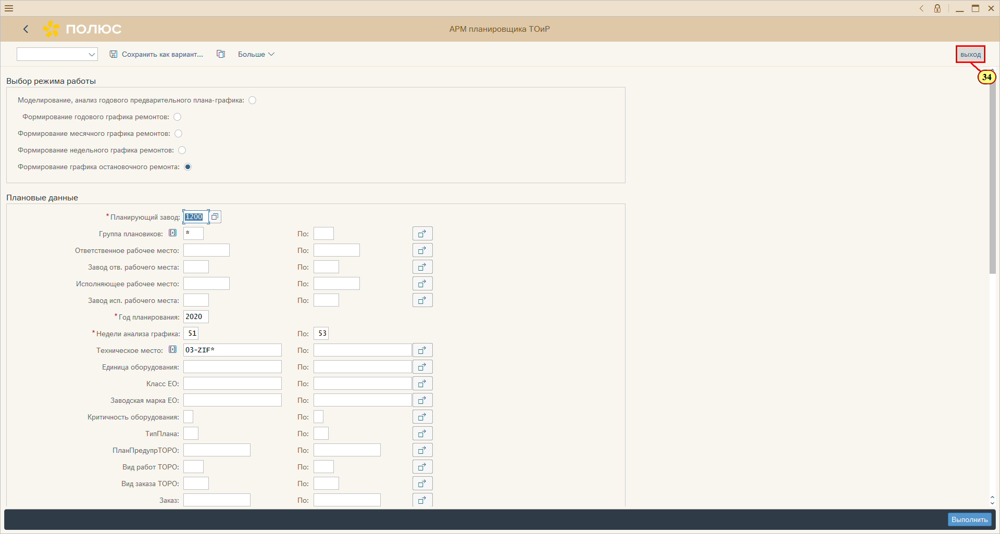 ПОЛЮС
АРМ планировщика ТОиР
Сохранить как вариант...
Больше
выход
34
Выбор режима работы
Моделирование, анализ годового предварительного плана-графика:
Формирование годового графика ремонтов:
Формирование месячного графика ремонтов:
Формирование недельного графика ремонтов:
Формирование графика остановочного ремонта:
Плановые данные
* Планирующий завод: 1200
Группа плановиков: * По:
Ответственное рабочее место: По:
Завод отв. рабочего места: По:
Исполняющее рабочее место: По:
Завод исп. рабочего места: По:
* Год планирования: 2020
* Недели анализа графика: 51 По: 53
Техническое место: 03-ZIF* По:
Единица оборудования: По:
Класс ЕО: По:
Заводская марка ЕО: По:
Критичность оборудования: По:
ТипПлана: По:
ПланПредупрТОРО: По:
Вид работ ТОРО: По:
Вид заказа ТОРО: По:
Заказ: По:
Выполнить